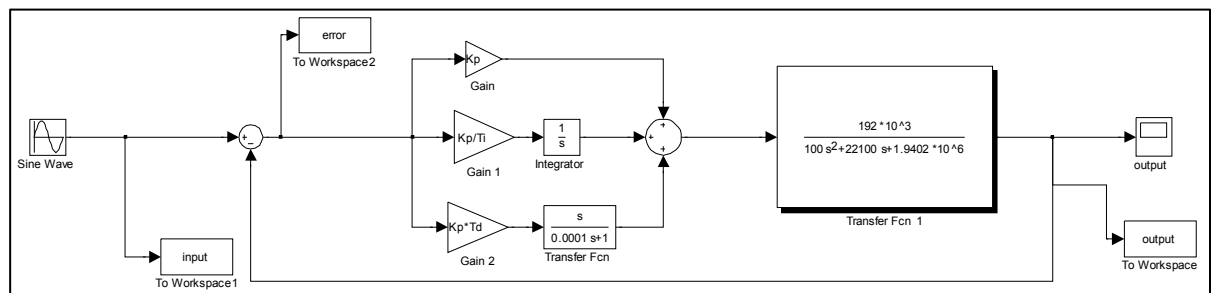 error
To Workspace2
Kp
Gain
Sine Wave
+
−
Kp/Ti
Gain 1
1
s
Integrator
+
+
+
192 *10^3
100 s²+22100 s+1.9402 *10^6
Transfer Fcn 1
output
Kp*Td
Gain 2
s
0.0001 s+1
Transfer Fcn
input
To Workspace1
output
To Workspace